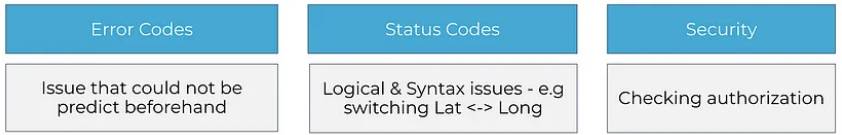 Error Codes
Status Codes
Security
Issue that could not be
predict beforehand
Logical & Syntax issues - e.g
switching Lat <-> Long
Checking authorization